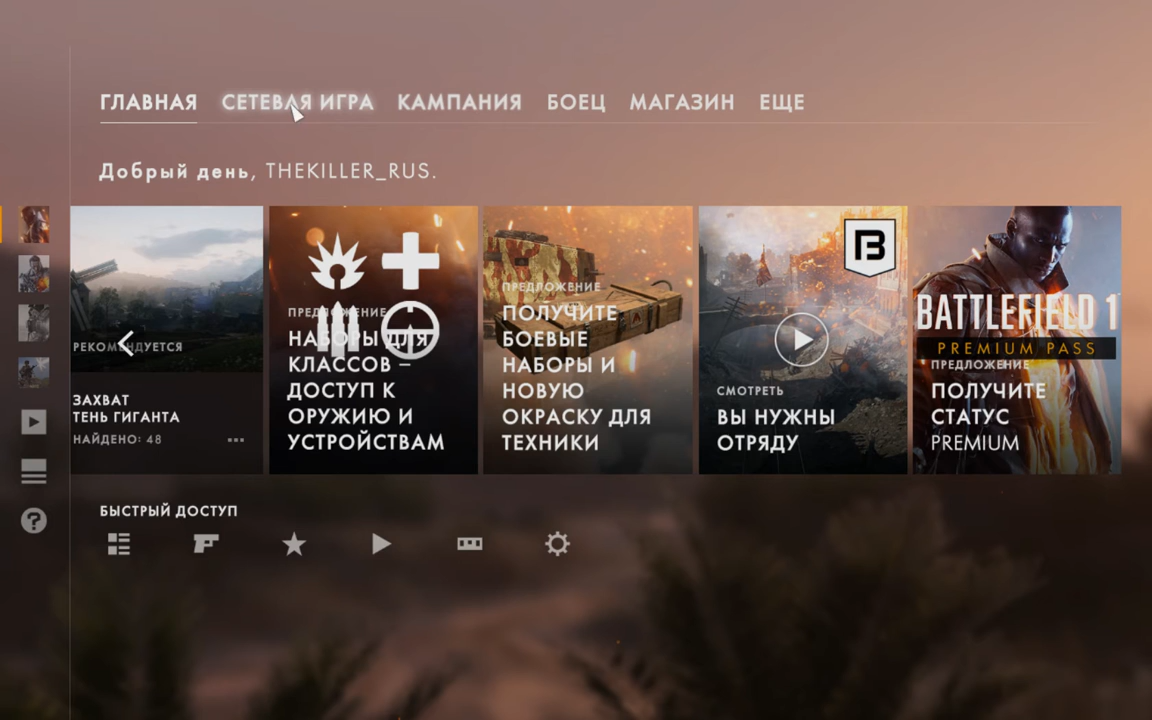 ГЛАВНАЯ СЕТЕВАЯ ИГРА КАМПАНИЯ БОЕЦ МАГАЗИН ЕЩЕ
Добрый день, THEKILLER_RUS.
РЕКОМЕНДУЕТСЯ
ЗАХВАТ
ТЕНЬ ГИГАНТА
НАЙДЕНО: 48
ПРЕДЛОЖЕНИЕ
НАБОРЫ ДЛЯ
КЛАССОВ –
ДОСТУП К
ОРУЖИЮ И
УСТРОЙСТВАМ
ПРЕДЛОЖЕНИЕ
ПОЛУЧИТЕ
БОЕВЫЕ
НАБОРЫ И
НОВУЮ
ОКРАСКУ ДЛЯ
ТЕХНИКИ
СМОТРЕТЬ
ВЫ НУЖНЫ
ОТРЯДУ
BATTLEFIELD 1
PREMIUM PASS
ПРЕДЛОЖЕНИЕ
ПОЛУЧИТЕ
СТАТУС
PREMIUM
БЫСТРЫЙ ДОСТУП